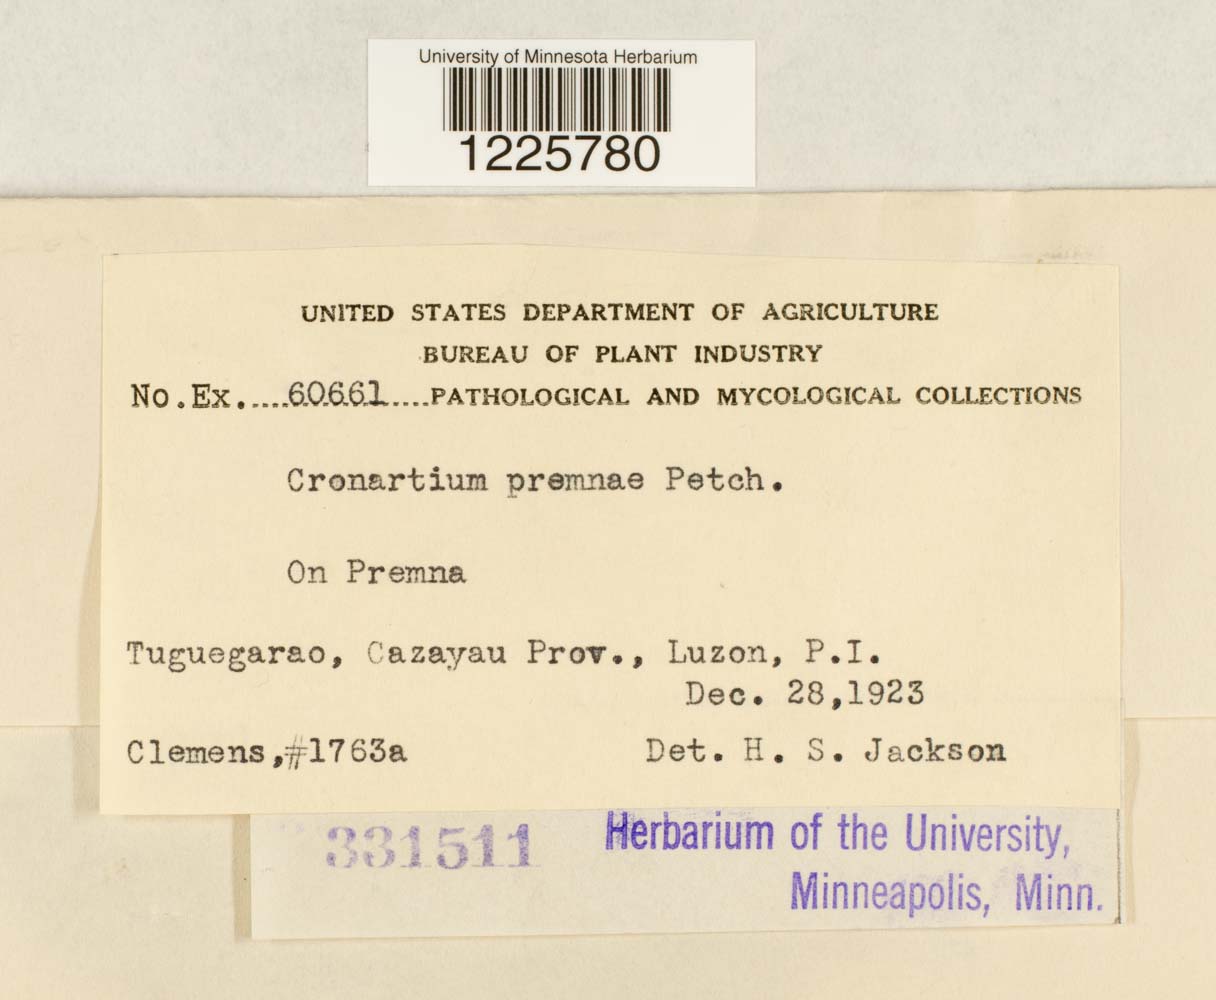 University of Minnesota Herbarium
1225780
UNITED STATES DEPARTMENT OF AGRICULTURE
BUREAU OF PLANT INDUSTRY
No.Ex.....60661....PATHOLOGICAL AND MYCOLOGICAL COLLECTIONS
Cronartium premnae Petch.
On Premna
Tuguegarao, Cazayau Prov., Luzon, P.I.
Dec. 28,1923
Clemens,#1763a Det. H. S. Jackson
331511 Herbarium of the University,
Minneapolis, Minn.